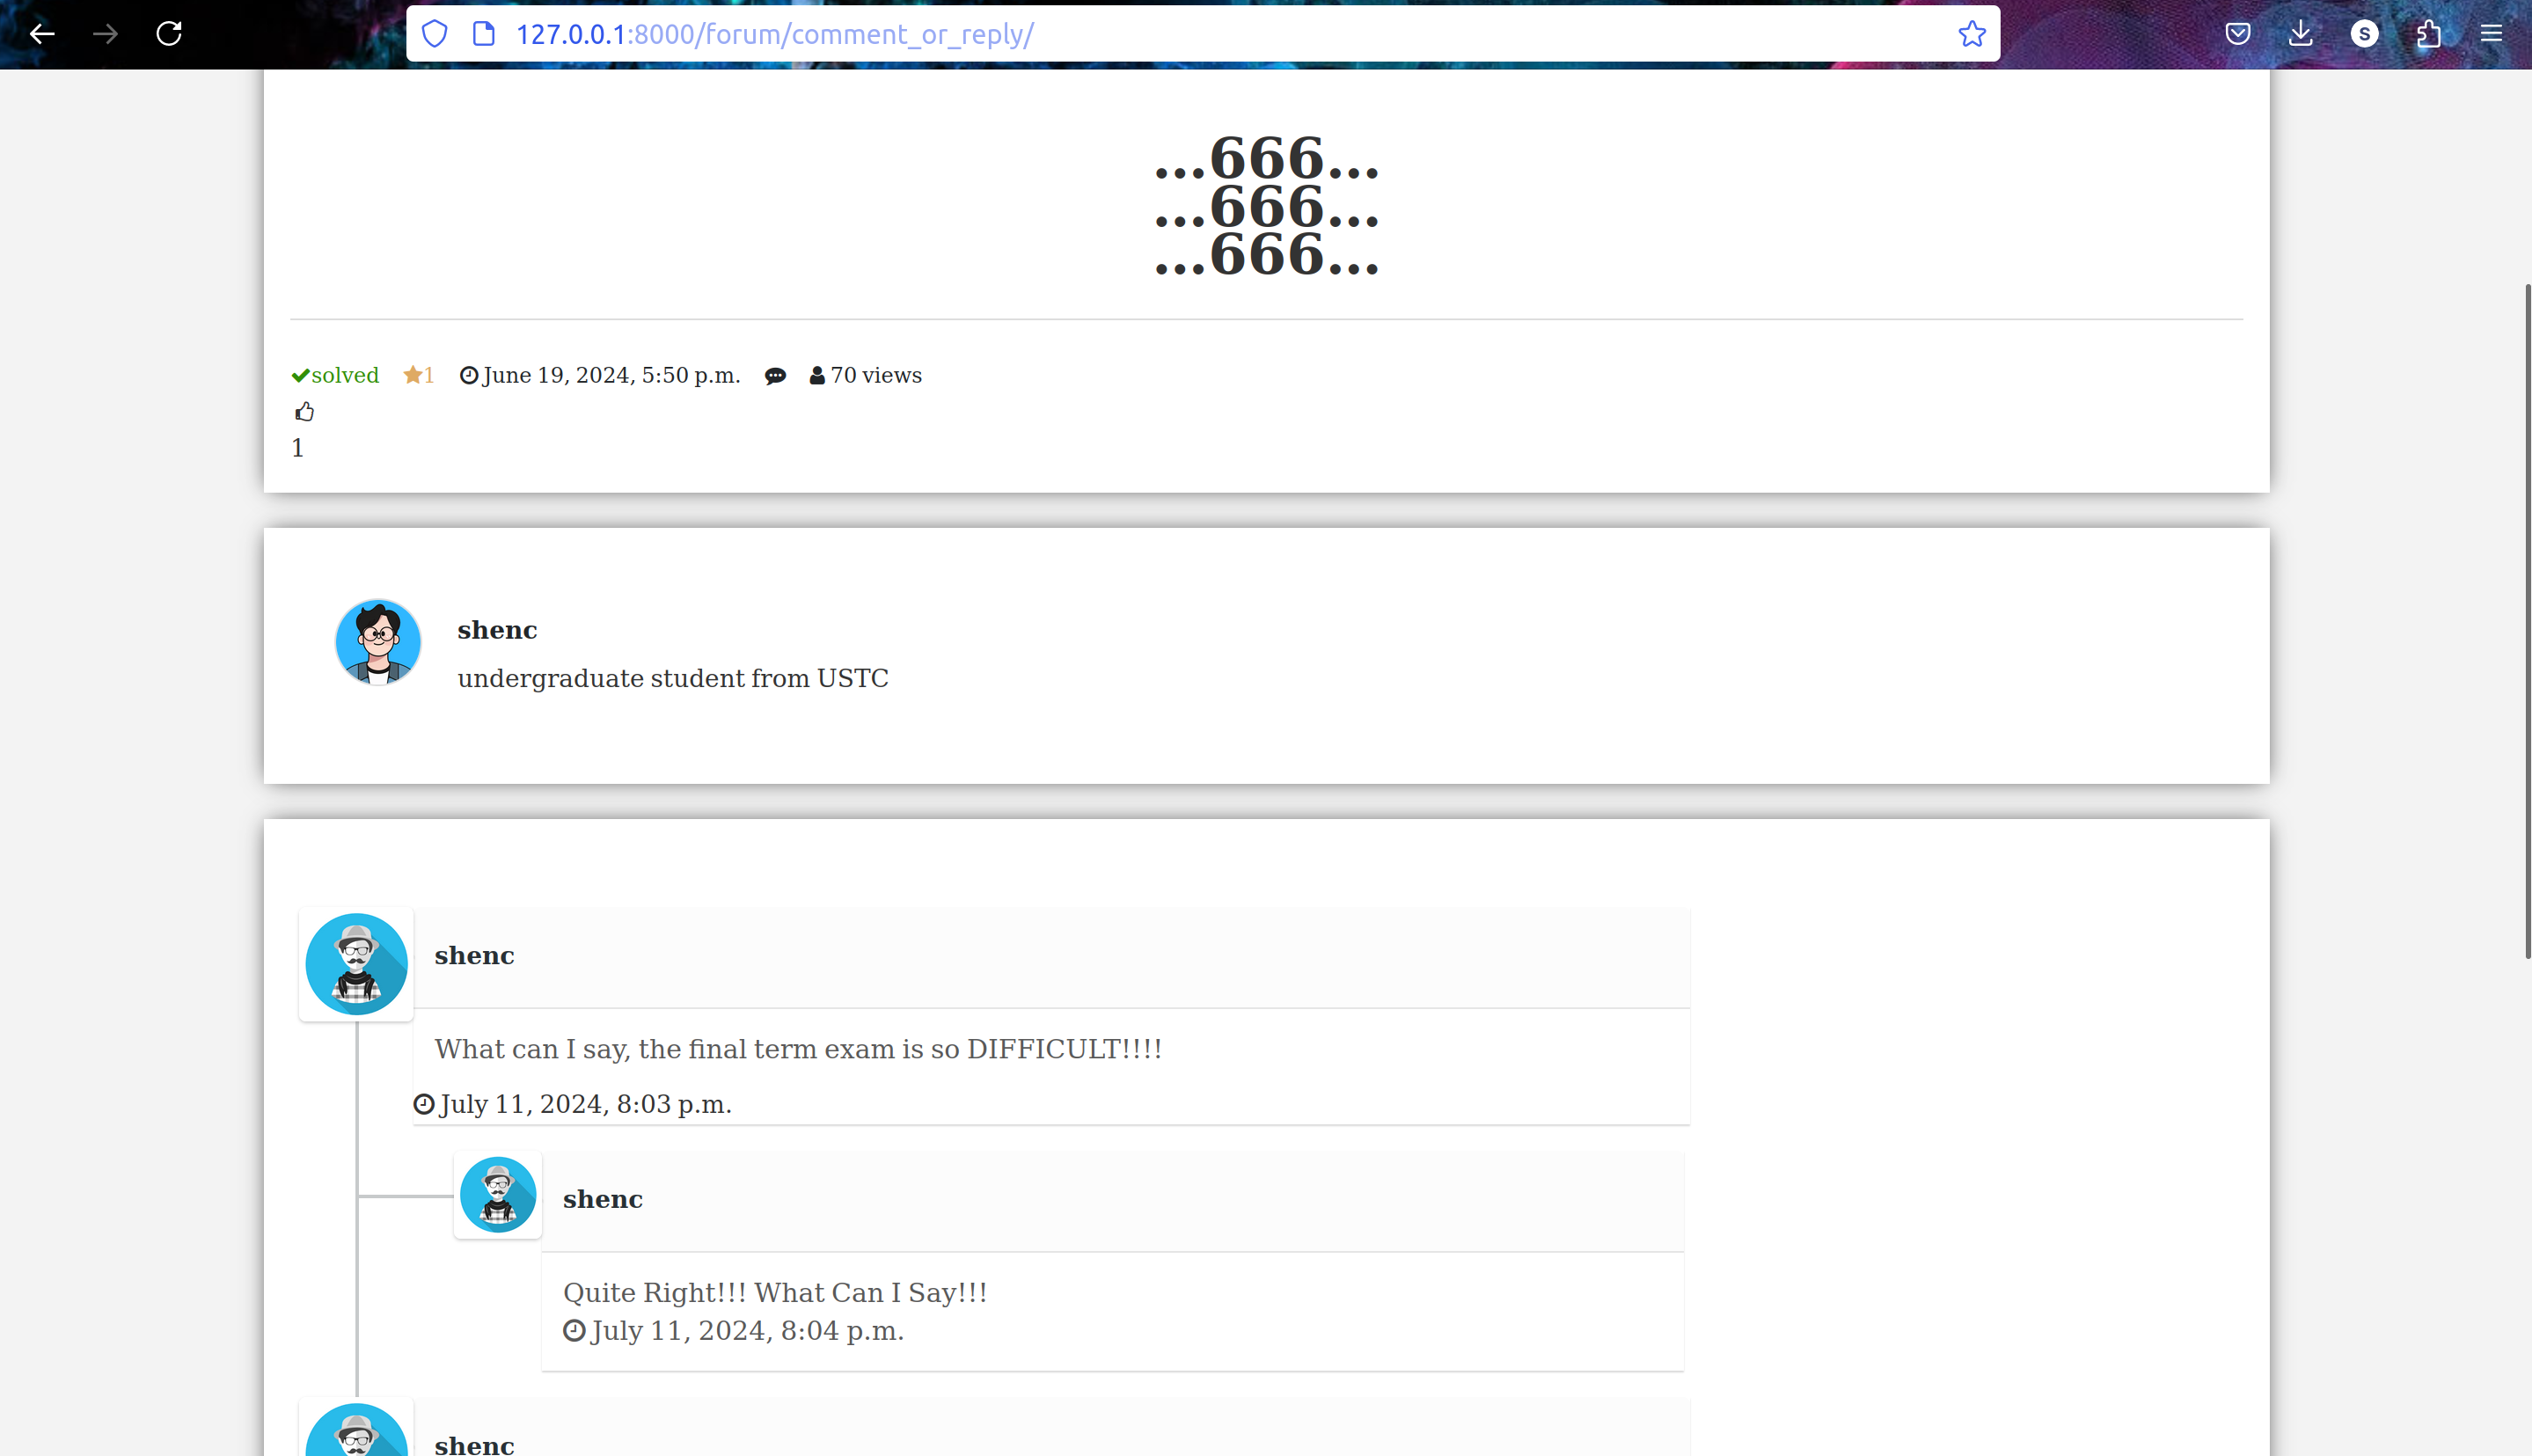 127.0.0.1:8000/forum/comment_or_reply/
S
...666...
...666...
...666...
solved 1 June 19, 2024, 5:50 p.m. 70 views
1
shenc
undergraduate student from USTC
shenc
What can I say, the final term exam is so DIFFICULT!!!!
July 11, 2024, 8:03 p.m.
shenc
Quite Right!!! What Can I Say!!!
July 11, 2024, 8:04 p.m.
shenc